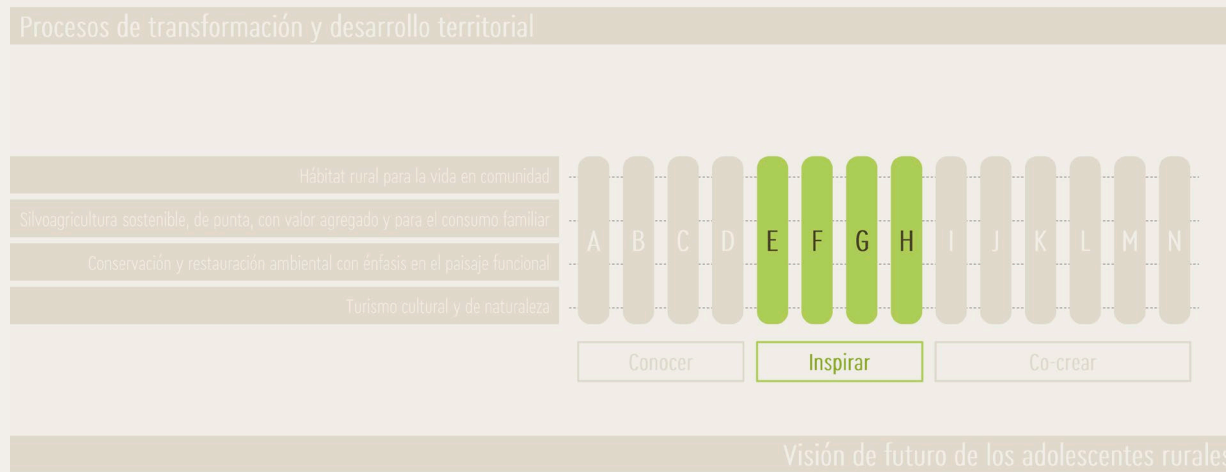 Procesos de transformación y desarrollo territorial
Hábitat rural para la vida en comunidad
Silvoagricultura sostenible, de punta, con valor agregado y para el consumo familiar
Conservación y restauración ambiental con énfasis en el paisaje funcional
Turismo cultural y de naturaleza
A B C D E F G H I J K L M N
Conocer Inspirar Co-crear
Visión de futuro de los adolescentes rurales